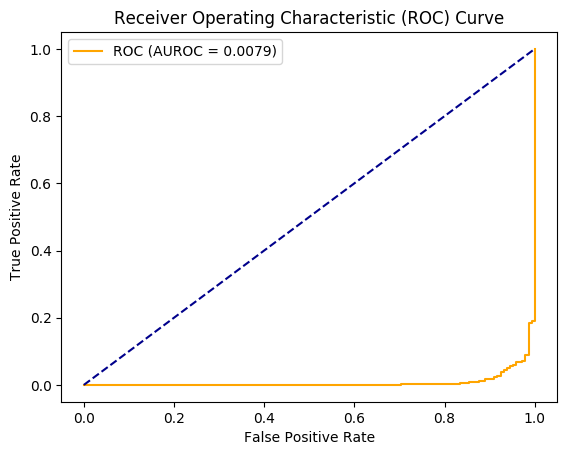 Receiver Operating Characteristic (ROC) Curve
ROC (AUROC = 0.0079)
True Positive Rate
1.0
0.8
0.6
0.4
0.2
0.0
0.0 0.2 0.4 0.6 0.8 1.0
False Positive Rate